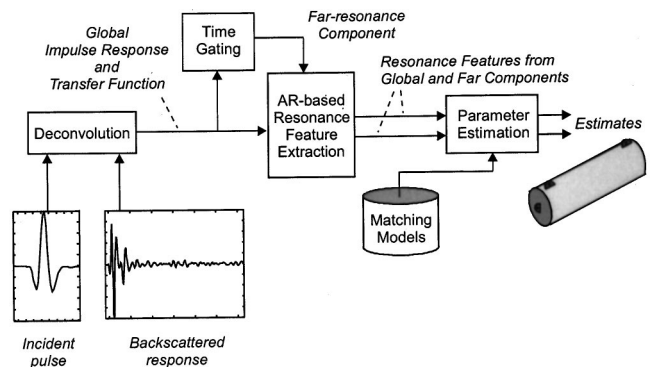 Global
Impulse Response
and
Transfer Function
Time
Gating
Far-resonance
Component
Resonance Features from
Global and Far Components
Deconvolution
AR-based
Resonance
Feature
Extraction
Parameter
Estimation
Estimates
Matching
Models
Incident
pulse
Backscattered
response